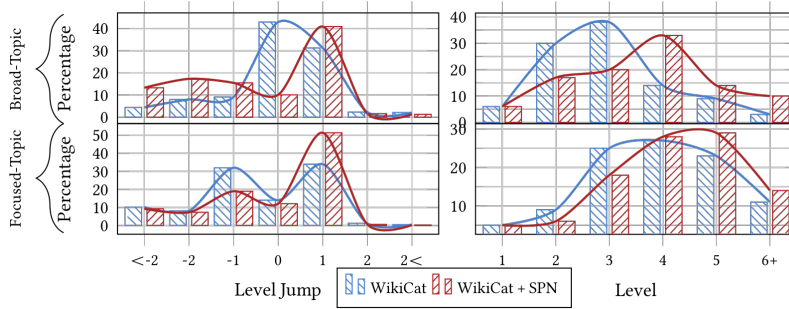 Broad-Topic
Percentage
40
30
20
10
0
40
30
20
10
0
Focused-Topic
Percentage
50
40
30
20
10
0
30
20
10
<-2 -2 -1 0 1 2 2<
1 2 3 4 5 6+
Level Jump
WikiCat WikiCat + SPN
Level